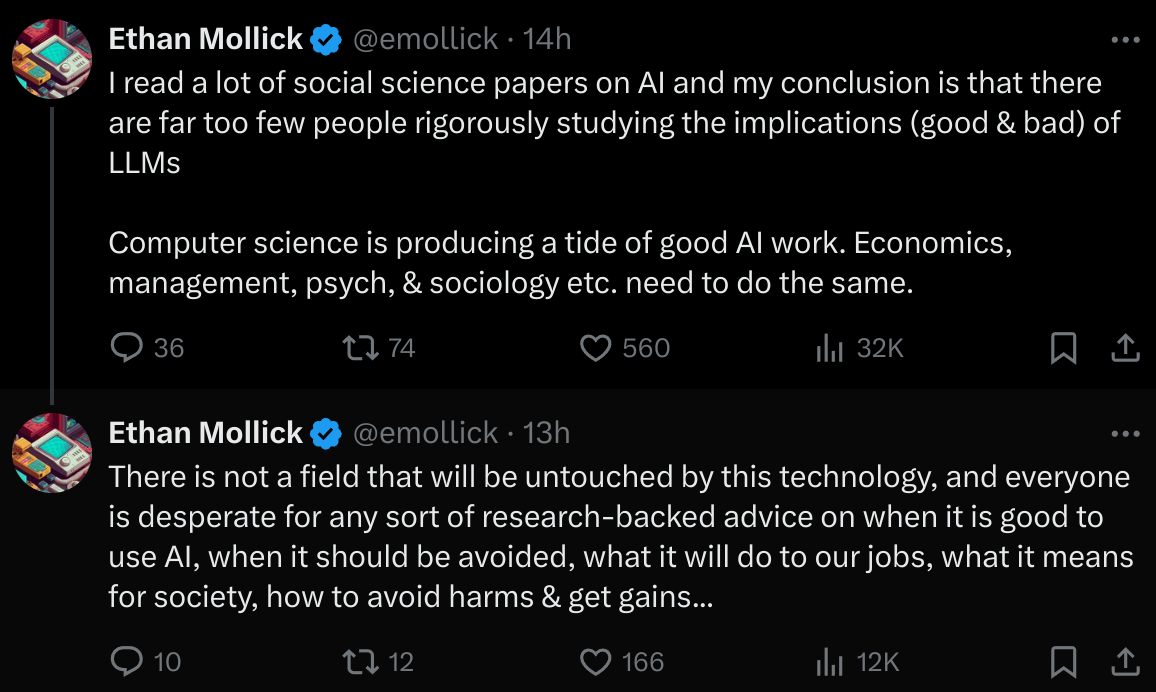 Ethan Mollick @emollick · 14h
I read a lot of social science papers on AI and my conclusion is that there
are far too few people rigorously studying the implications (good & bad) of
LLMs
Computer science is producing a tide of good AI work. Economics,
management, psych, & sociology etc. need to do the same.
36 74 560 32K
Ethan Mollick @emollick · 13h
There is not a field that will be untouched by this technology, and everyone
is desperate for any sort of research-backed advice on when it is good to
use AI, when it should be avoided, what it will do to our jobs, what it means
for society, how to avoid harms & get gains...
10 12 166 12K